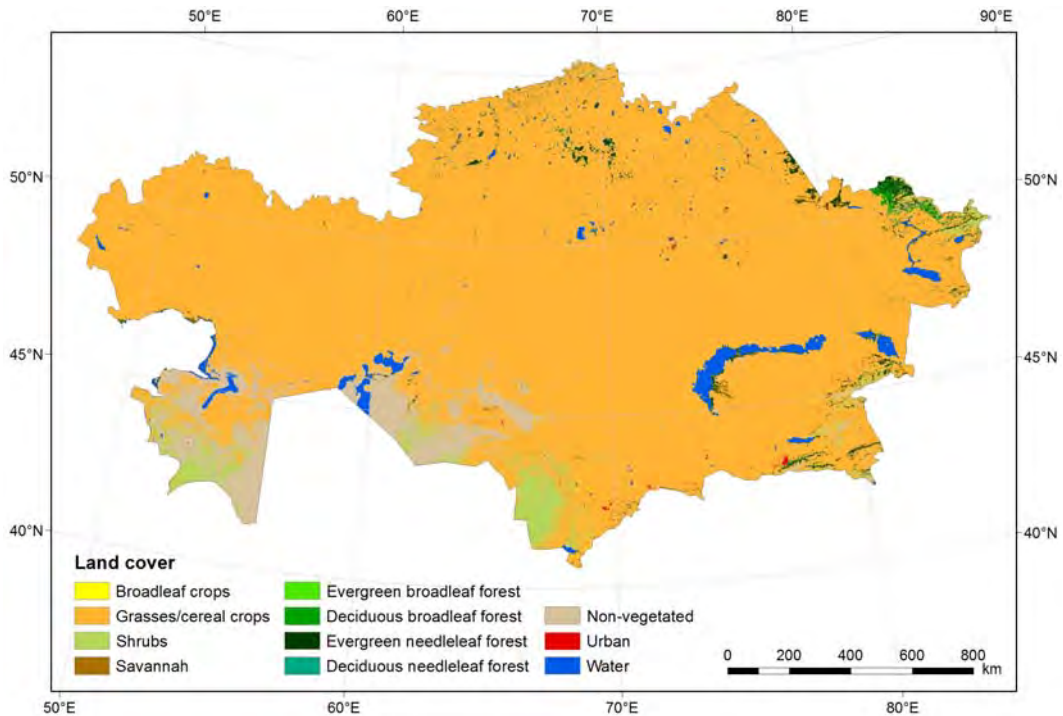 50°E 60°E 70°E 80°E 90°E
50°N 50°N
45°N 45°N
40°N 40°N
Land cover
Broadleaf crops
Grasses/cereal crops
Shrubs
Savannah
Evergreen broadleaf forest
Deciduous broadleaf forest
Evergreen needleleaf forest
Deciduous needleleaf forest
Non-vegetated
Urban
Water
0 200 400 600 800
km
50°E 60°E 70°E 80°E